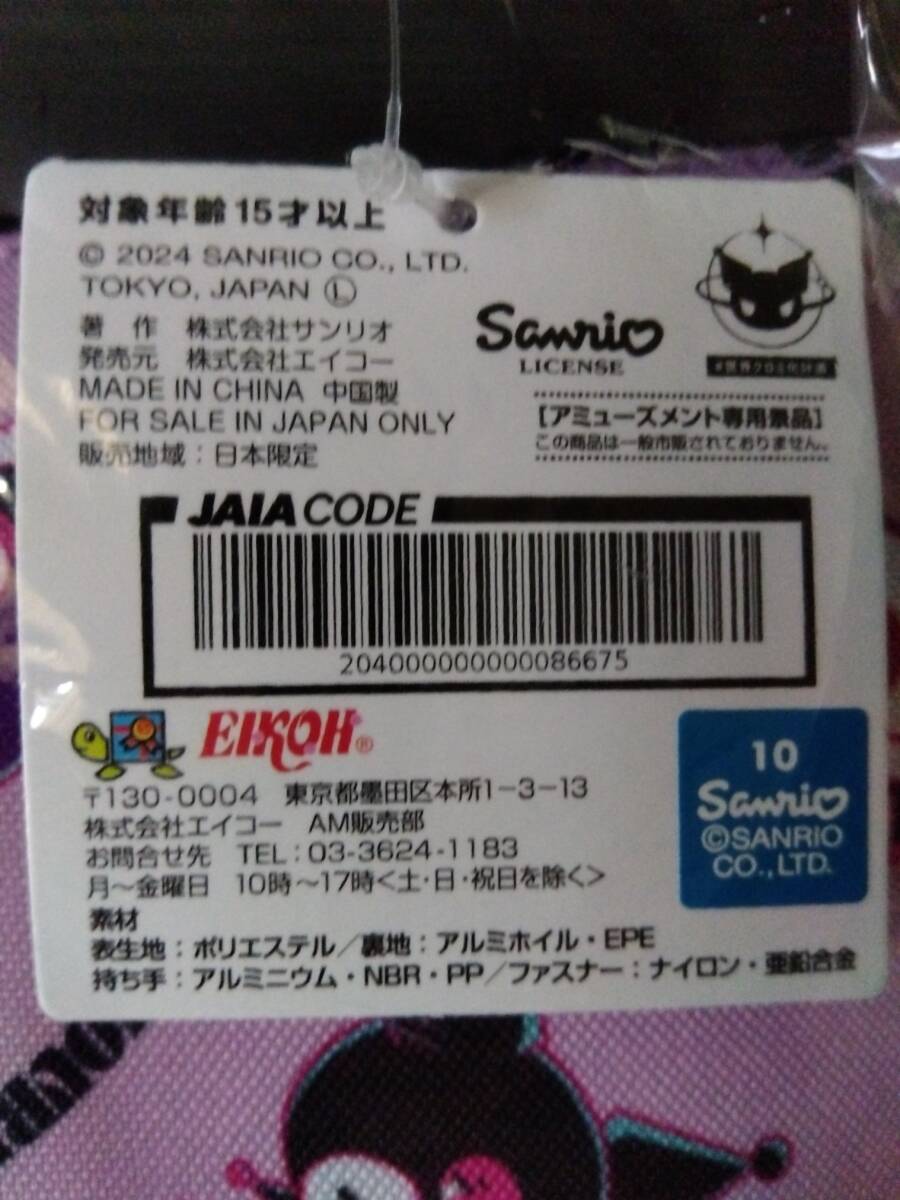 対象年齢15才以上
© 2024 SANRIO CO., LTD.
TOKYO, JAPAN Ⓛ
著 作 株式会社サンリオ
発売元 株式会社エイコー
MADE IN CHINA 中国製
FOR SALE IN JAPAN ONLY
販売地域：日本限定
Sanrio
LICENSE
#世界クロミ化計画
[アミューズメント専用景品]
この商品は一般市販されておりません。
JAIA CODE
204000000000086675
EIKOH®
〒130-0004 東京都墨田区本所1-3-13
株式会社エイコー AM販売部
お問合せ先 TEL：03-3624-1183
月～金曜日 10時～17時<土・日・祝日を除く>
10
Sanrio
©SANRIO
CO., LTD.
素材
表生地：ポリエステル／裏地：アルミホイル・EPE
持ち手：アルミニウム・NBR・PP／ファスナー：ナイロン・亜鉛合金